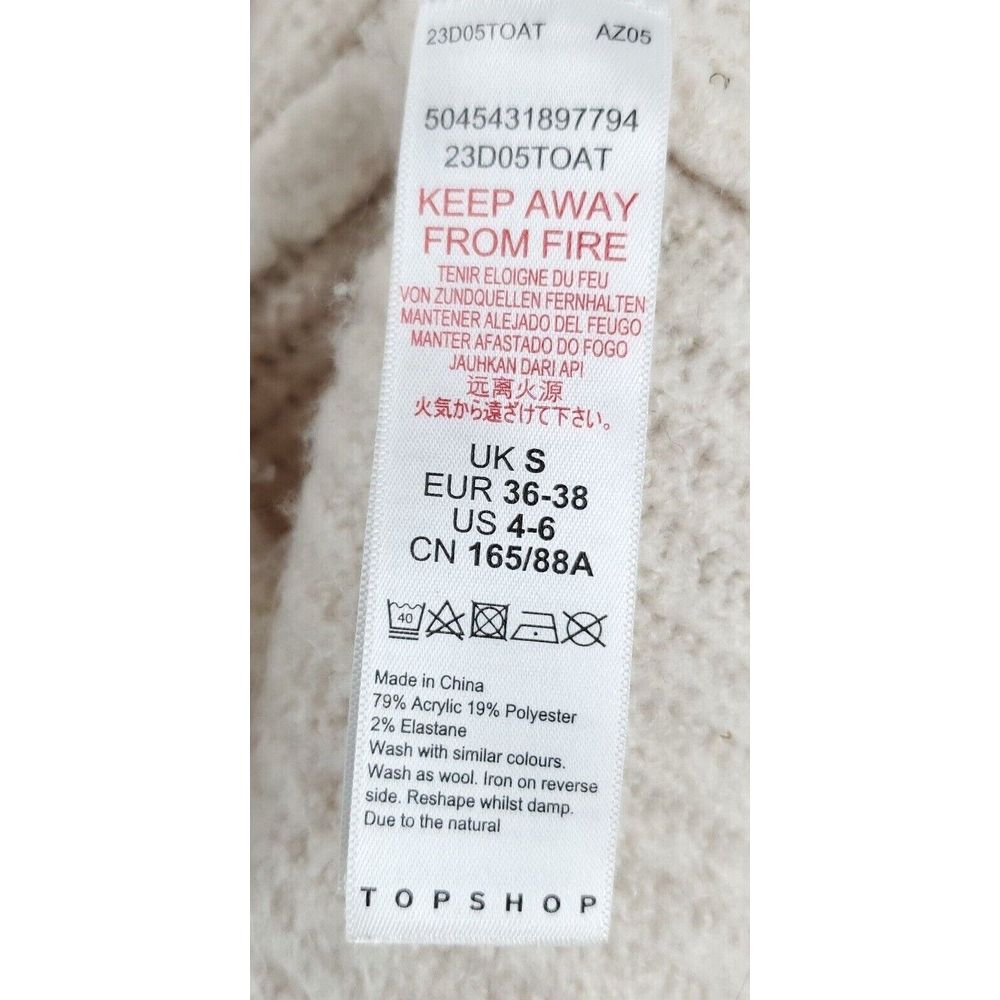 23D05TOAT AZ05
5045431897794
23D05TOAT
KEEP AWAY
FROM FIRE
TENIR ELOIGNE DU FEU
VON ZUNDQUELLEN FERNHALTEN
MANTENER ALEJADO DEL FEUGO
MANTER AFASTADO DO FOGO
JAUHKAN DARI API
远离火源
火気から遠ざけて下さい。
UK S
EUR 36-38
US 4-6
CN 165/88A
40
Made in China
79% Acrylic 19% Polyester
2% Elastane
Wash with similar colours.
Wash as wool. Iron on reverse
side. Reshape whilst damp.
Due to the natural
TOPSHOP